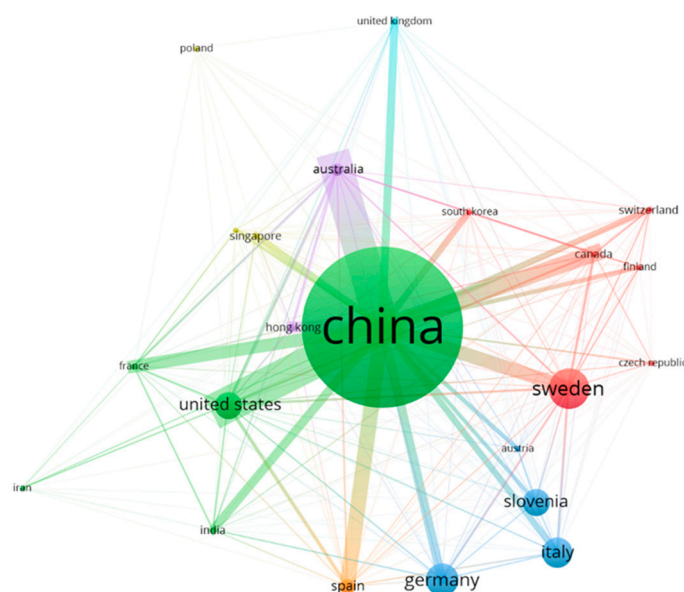 united kingdom
poland
australia
south korea
switzerland
singapore
canada
finland
hong kong
china
france
czech republic
sweden
united states
austria
iran
slovenia
india
italy
germany
spain